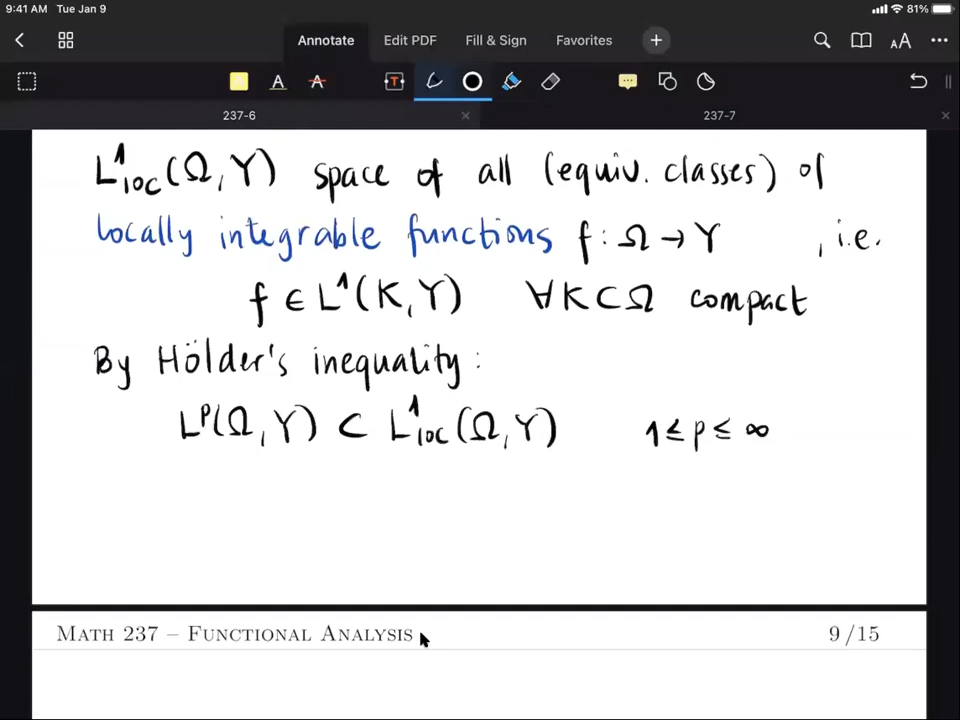 9:41 AM Tue Jan 9 81%
Annotate Edit PDF Fill & Sign Favorites
237-6 237-7
L¹loc(Ω, Y) space of all (equiv. classes) of
locally integrable functions f: Ω → Y , i.e.
f ∈ L¹(K, Y) ∀K⊂Ω compact
By Hölder's inequality:
Lᵖ(Ω, Y) ⊂ L¹loc(Ω, Y) 1 ≤ p ≤ ∞
MATH 237 – FUNCTIONAL ANALYSIS 9/15